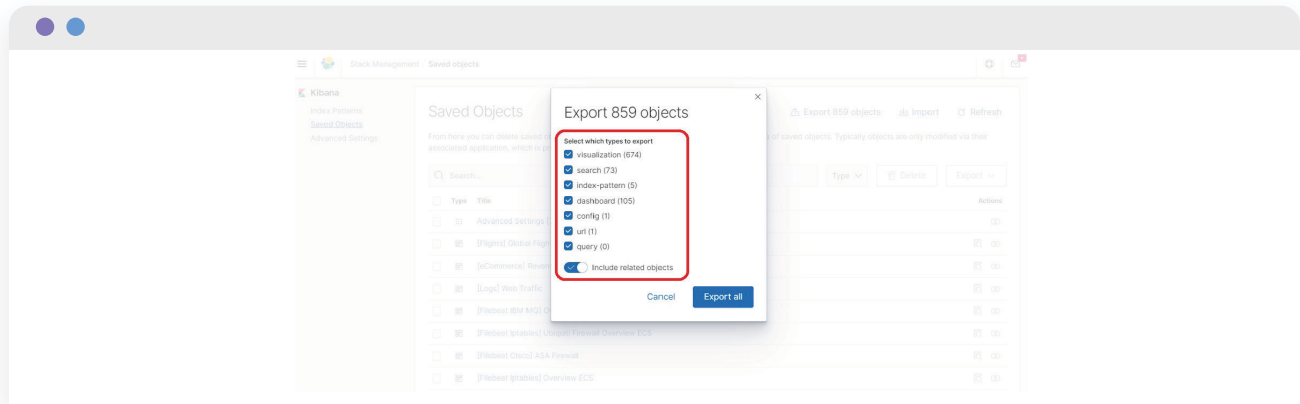 Stack Management / Saved objects
Kibana
Index Patterns
Saved Objects
Advanced Settings
Saved Objects
Export 859 objects
Import
Refresh
From here you can delete saved
of saved objects. Typically objects are only modified via their
associated application, which is
Search...
Type
Delete
Export
Type Title
Actions
Advanced Settings
[Flights] Global Fligh
[eCommerce] Reven
[Logs] Web Traffic
[Filebeat IBM MQ]
[Filebeat Iptables] Ubiquiti Firewall Overview ECS
[Filebeat Cisco] ASA Firewall
[Filebeat Iptables] Overview ECS
Export 859 objects
Select which types to export
visualization (674)
search (73)
index-pattern (5)
dashboard (105)
config (1)
url (1)
query (0)
Include related objects
Cancel
Export all